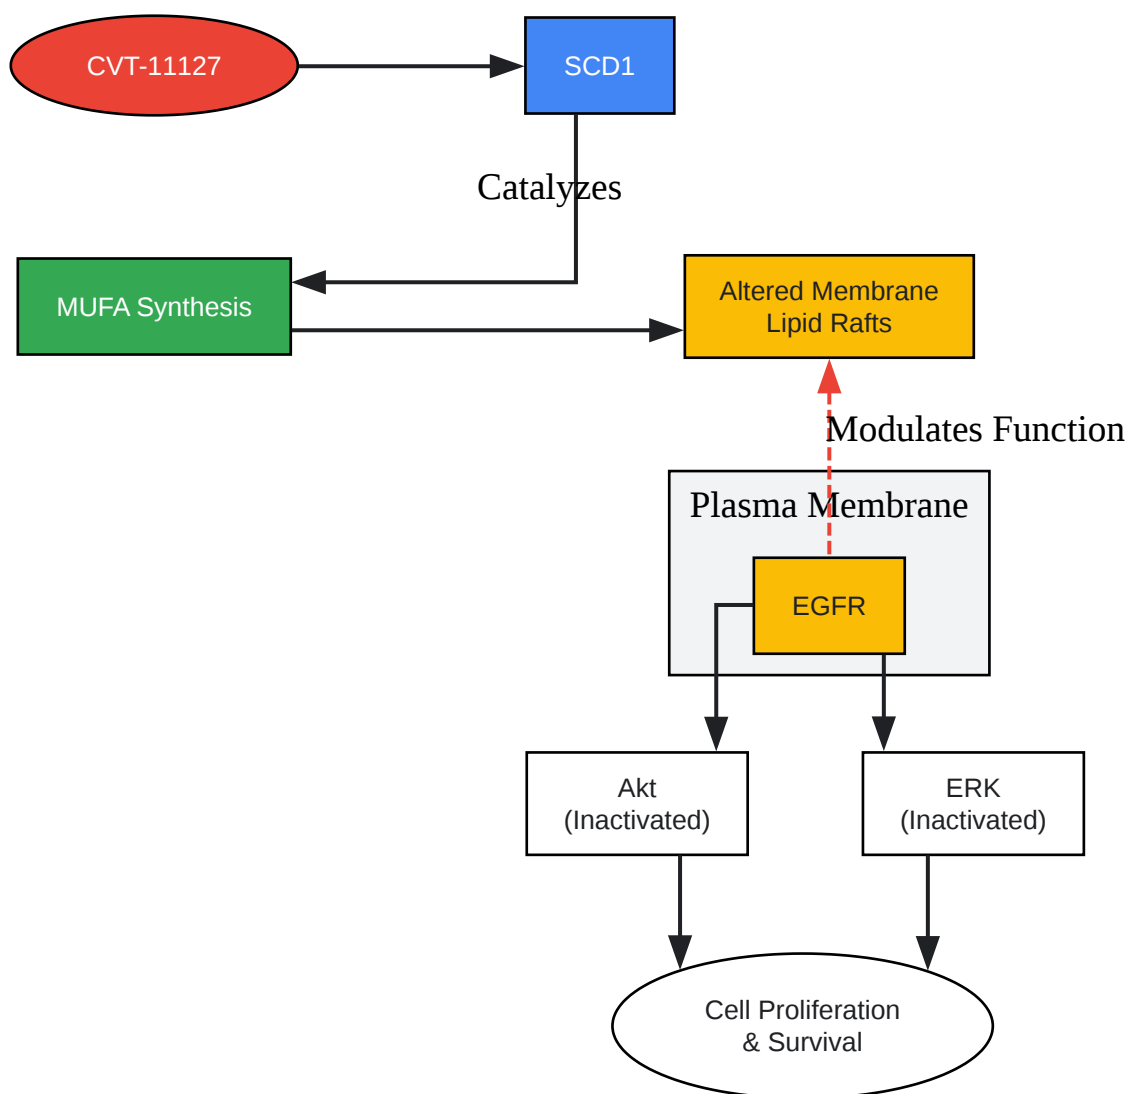 CVT-11127
SCD1
Catalyzes
MUFA Synthesis
Altered Membrane
Lipid Rafts
Modulates Function
Plasma Membrane
EGFR
Akt
(Inactivated)
ERK
(Inactivated)
Cell Proliferation
& Survival